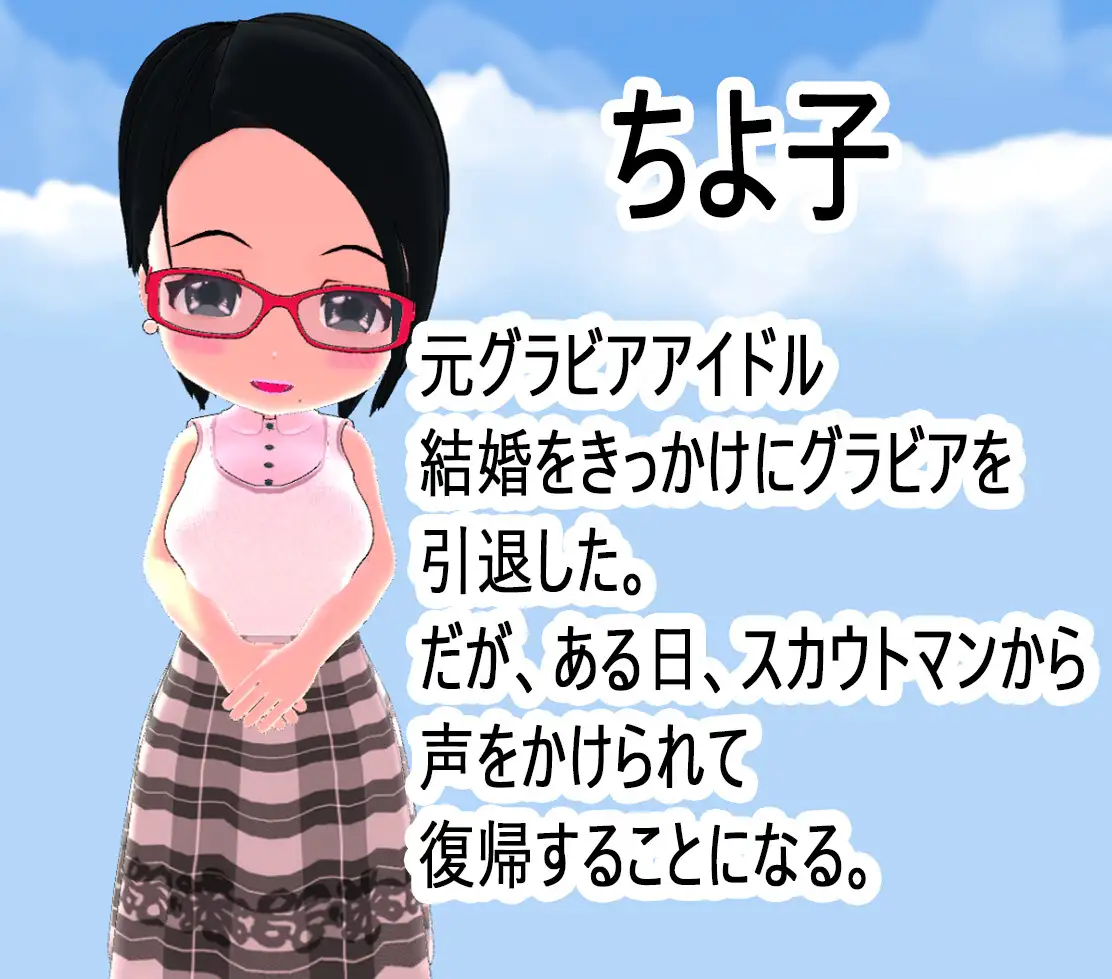 ちよ子
元グラビアアイドル
結婚をきっかけにグラビアを
引退した。
だが、ある日、スカウトマンから
声をかけられて
復帰することになる。